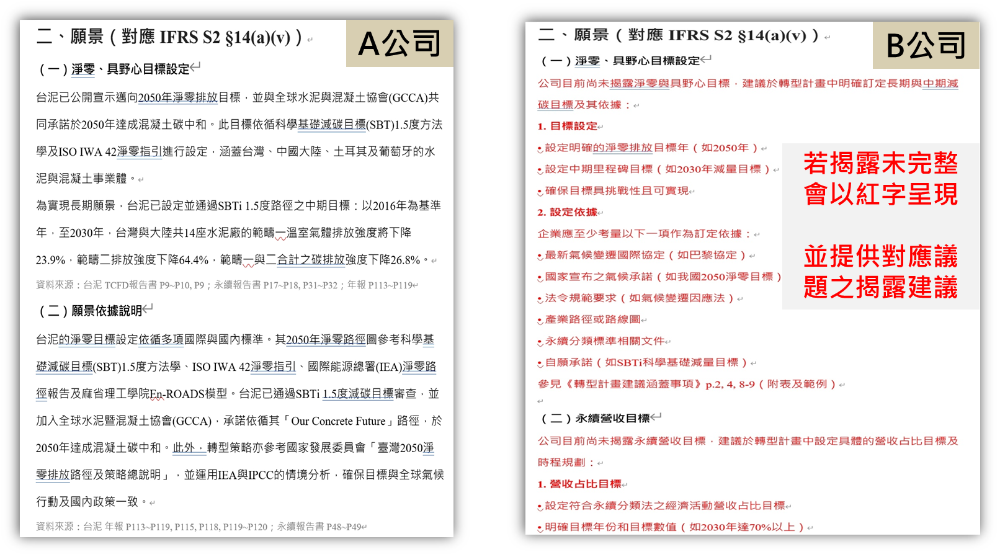 二、願景（對應 IFRS S2 §14(a)(v)）
A公司
（一）淨零、具野心目標設定
台泥已公開宣示邁向2050年淨零排放目標，並與全球水泥與混凝土協會(GCCA)共
同承諾於2050年達成混凝土碳中和。此目標依循科學基礎減碳目標(SBT)1.5度方法
學及ISO IWA 42淨零指引進行設定，涵蓋台灣、中國大陸、土耳其及葡萄牙的水
泥與混凝土事業體。
為實現長期願景，台泥已設定並通過SBTi 1.5度路徑之中期目標：以2016年為基準
年，至2030年，台灣與大陸共14座水泥廠的範疇一溫室氣體排放強度將下降
23.9%，範疇二排放強度下降64.4%，範疇一與二合計之碳排放強度下降26.8%。
資料來源：台泥 TCFD報告書 P9~P10, P9；永續報告書 P17~P18, P31~P32；年報 P113~P119
（二）願景依據說明
台泥的淨零目標設定依循多項國際與國內標準。其2050年淨零路徑圖參考科學基
礎減碳目標(SBT)1.5度方法學、ISO IWA 42淨零指引、國際能源總署(IEA)淨零路
徑報告及麻省理工學院En-ROADS模型。台泥已通過SBTi 1.5度減碳目標審查，並
加入全球水泥暨混凝土協會(GCCA)，承諾依循其「Our Concrete Future」路徑，於
2050年達成混凝土碳中和。此外，轉型策略亦參考國家發展委員會「臺灣2050淨
零排放路徑及策略總說明」，並運用IEA與IPCC的情境分析，確保目標與全球氣候
行動及國內政策一致。
資料來源：台泥 年報 P113~P119, P115, P118, P119~P120；永續報告書 P48~P49
二、願景（對應 IFRS S2 §14(a)(v)）
B公司
（一）淨零、具野心目標設定
公司目前尚未揭露淨零與具野心目標，建議於轉型計畫中明確訂定長期與中期減
碳目標及其依據：
1. 目標設定
•設定明確的淨零排放目標年（如2050年）
•設定中期里程碑目標（如2030年減量目標）
•確保目標具挑戰性且可實現
2. 設定依據
企業應至少考量以下一項作為訂定依據：
•最新氣候變遷國際協定（如巴黎協定）
•國家宣布之氣候承諾（如我國2050淨零目標）
•法令規範要求（如氣候變遷因應法）
•產業路徑或路線圖
•永續分類標準相關文件
•自願承諾（如SBTi科學基礎減量目標）
參見《轉型計畫建議涵蓋事項》p.2, 4, 8-9（附表及範例）
（二）永續營收目標
公司目前尚未揭露永續營收目標，建議於轉型計畫中設定具體的營收占比目標及
時程規劃：
1. 營收占比目標
•設定符合永續分類法之經濟活動營收占比目標
•明確目標年份和目標數值（如2030年達70%以上）
若揭露未完整
會以紅字呈現
並提供對應議
題之揭露建議